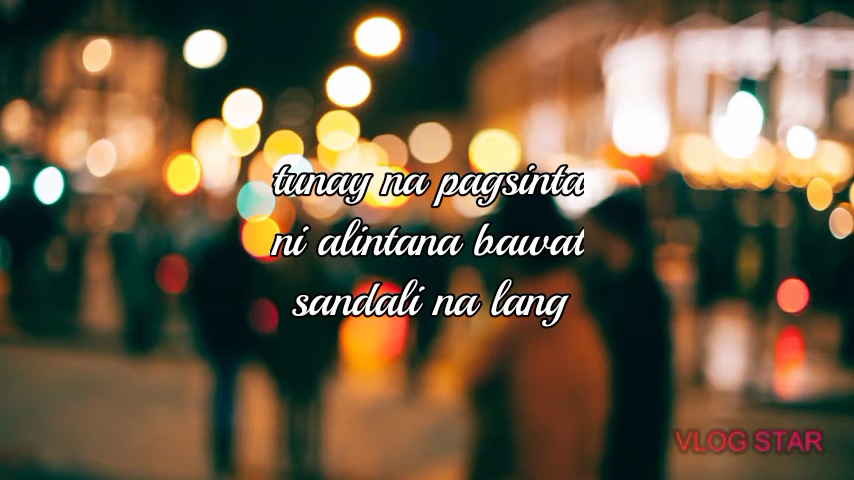 tunay na pagsinta
ni alintana bawat
sandali na lang
VLOG STAR